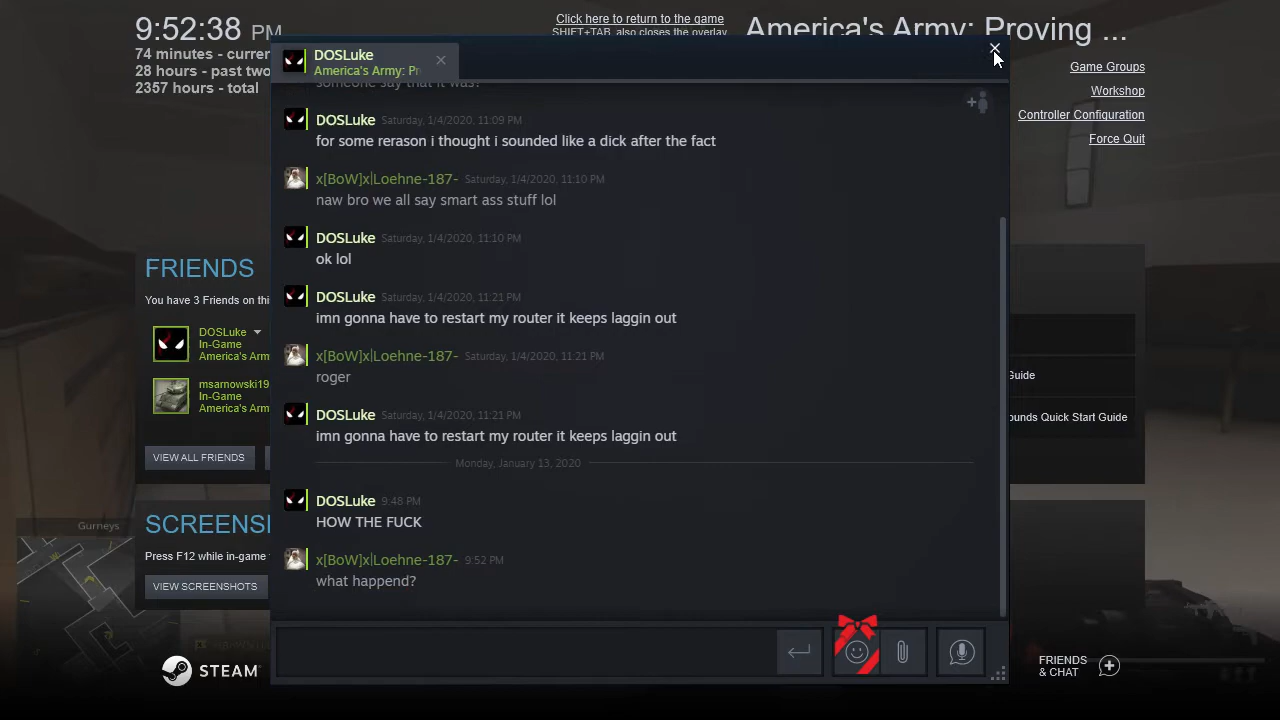 9:52:38 PM
74 minutes - curren
28 hours - past two
2357 hours - total
Click here to return to the game
SHIFT+TAB also closes the overlay
America's Army: Proving ...
Game Groups
Workshop
Controller Configuration
Force Quit
DOSLuke
America's Army: Pr
someone say that it was?
DOSLuke Saturday, 1/4/2020, 11:09 PM
for some rerason i thought i sounded like a dick after the fact
x[BoW]x|Loehne-187- Saturday, 1/4/2020, 11:10 PM
naw bro we all say smart ass stuff lol
DOSLuke Saturday, 1/4/2020, 11:10 PM
ok lol
DOSLuke Saturday, 1/4/2020, 11:21 PM
imn gonna have to restart my router it keeps laggin out
x[BoW]x|Loehne-187- Saturday, 1/4/2020, 11:21 PM
roger
DOSLuke Saturday, 1/4/2020, 11:21 PM
imn gonna have to restart my router it keeps laggin out
Monday, January 13, 2020
DOSLuke 9:48 PM
HOW THE FUCK
x[BoW]x|Loehne-187- 9:52 PM
what happend?
FRIENDS
You have 3 Friends on thi
DOSLuke
In-Game
America's Arm
msarnowski19
In-Game
America's Arm
VIEW ALL FRIENDS
Guide
ounds Quick Start Guide
Gurneys
SCREENS
Press F12 while in-game
VIEW SCREENSHOTS
STEAM
FRIENDS
& CHAT